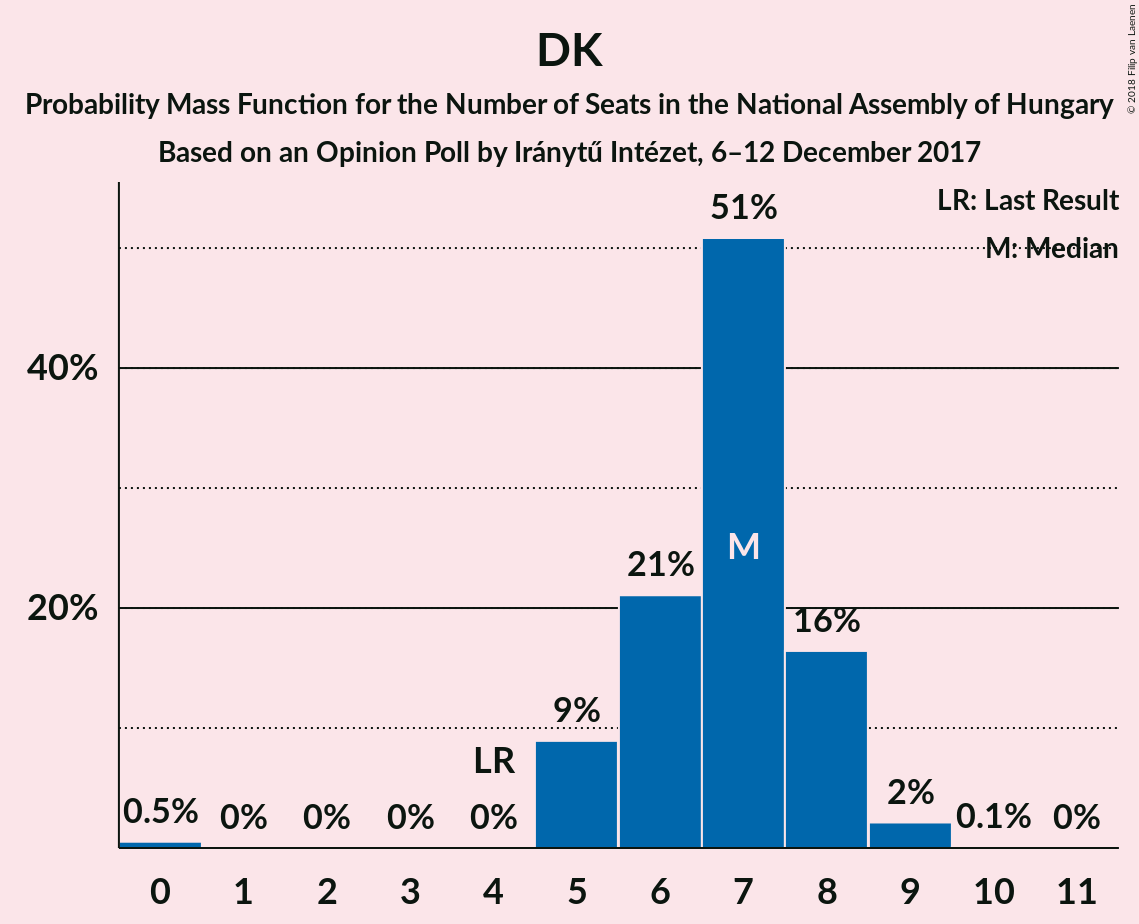 DK
Probability Mass Function for the Number of Seats in the National Assembly of Hungary
Based on an Opinion Poll by Iránytű Intézet, 6–12 December 2017
© 2018 Filip van Laenen
LR: Last Result
M: Median
51%
40%
M
21%
20%
16%
9%
LR
0.5%
0%
0%
0%
0%
2%
0.1%
0%
0 1 2 3 4 5 6 7 8 9 10 11